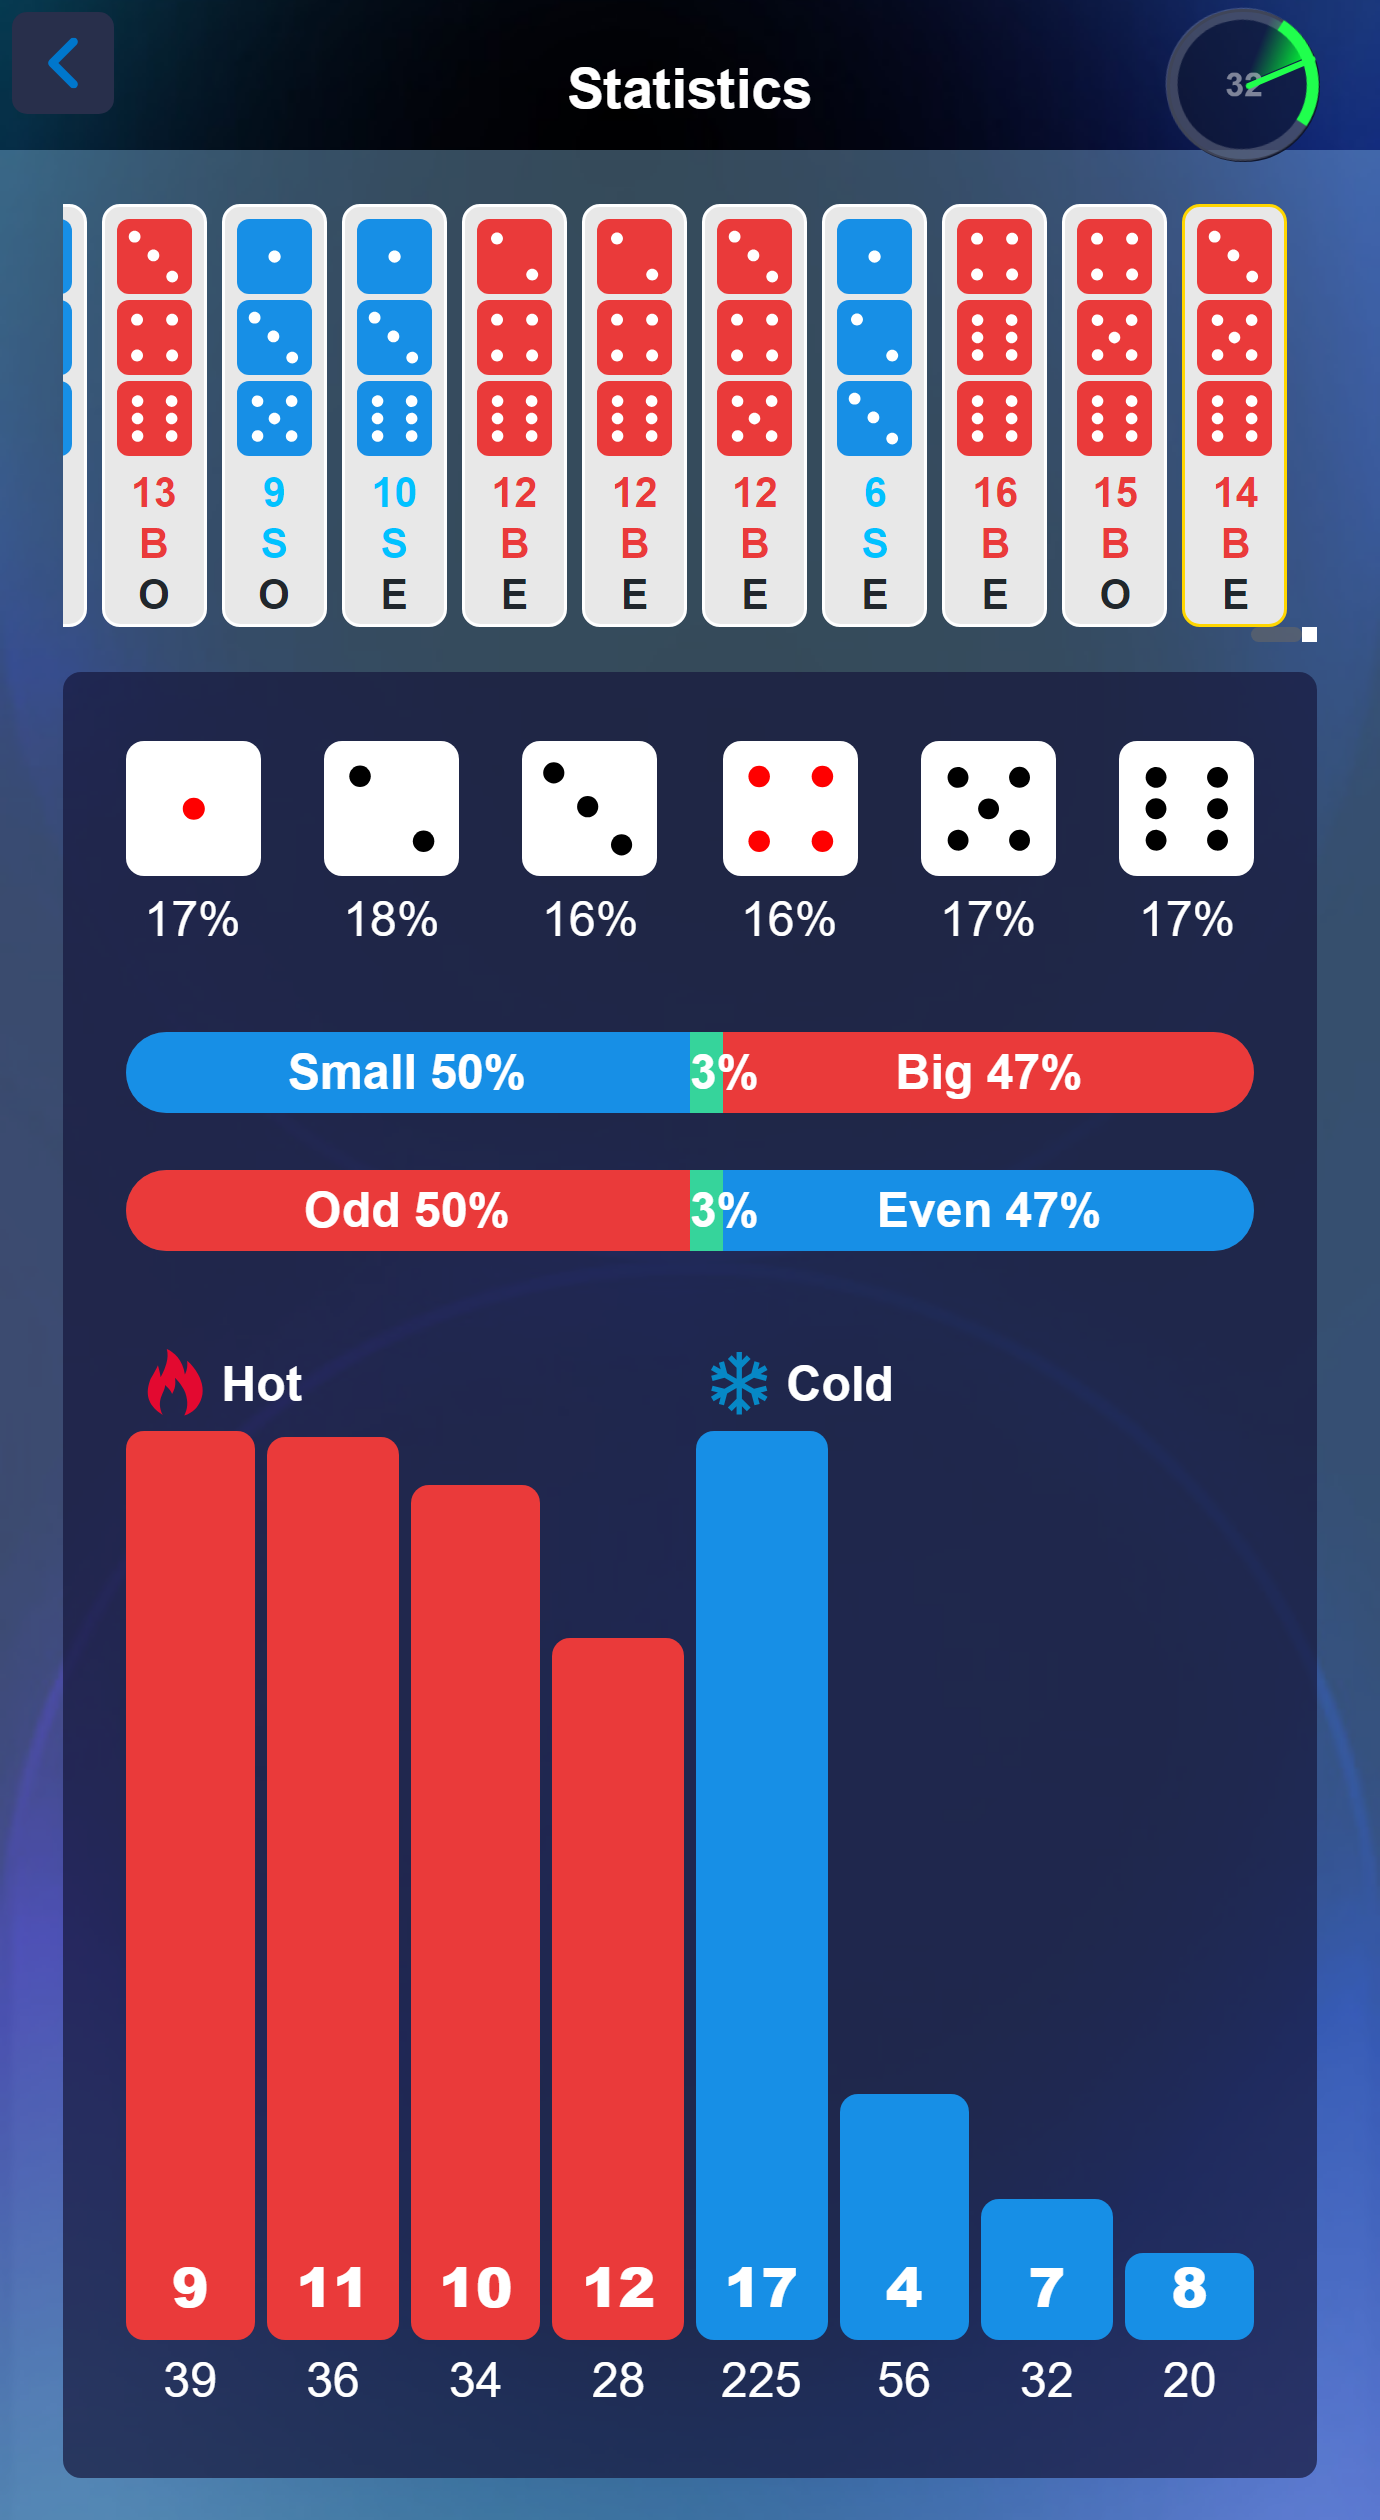 Statistics
32
13 9 10 12 12 12 6 16 15 14
B S S B B B S B B B
O O E E E E E E O E
17% 18% 16% 16% 17% 17%
Small 50% 3% Big 47%
Odd 50% 3% Even 47%
Hot Cold
9 11 10 12 17 4 7 8
39 36 34 28 225 56 32 20